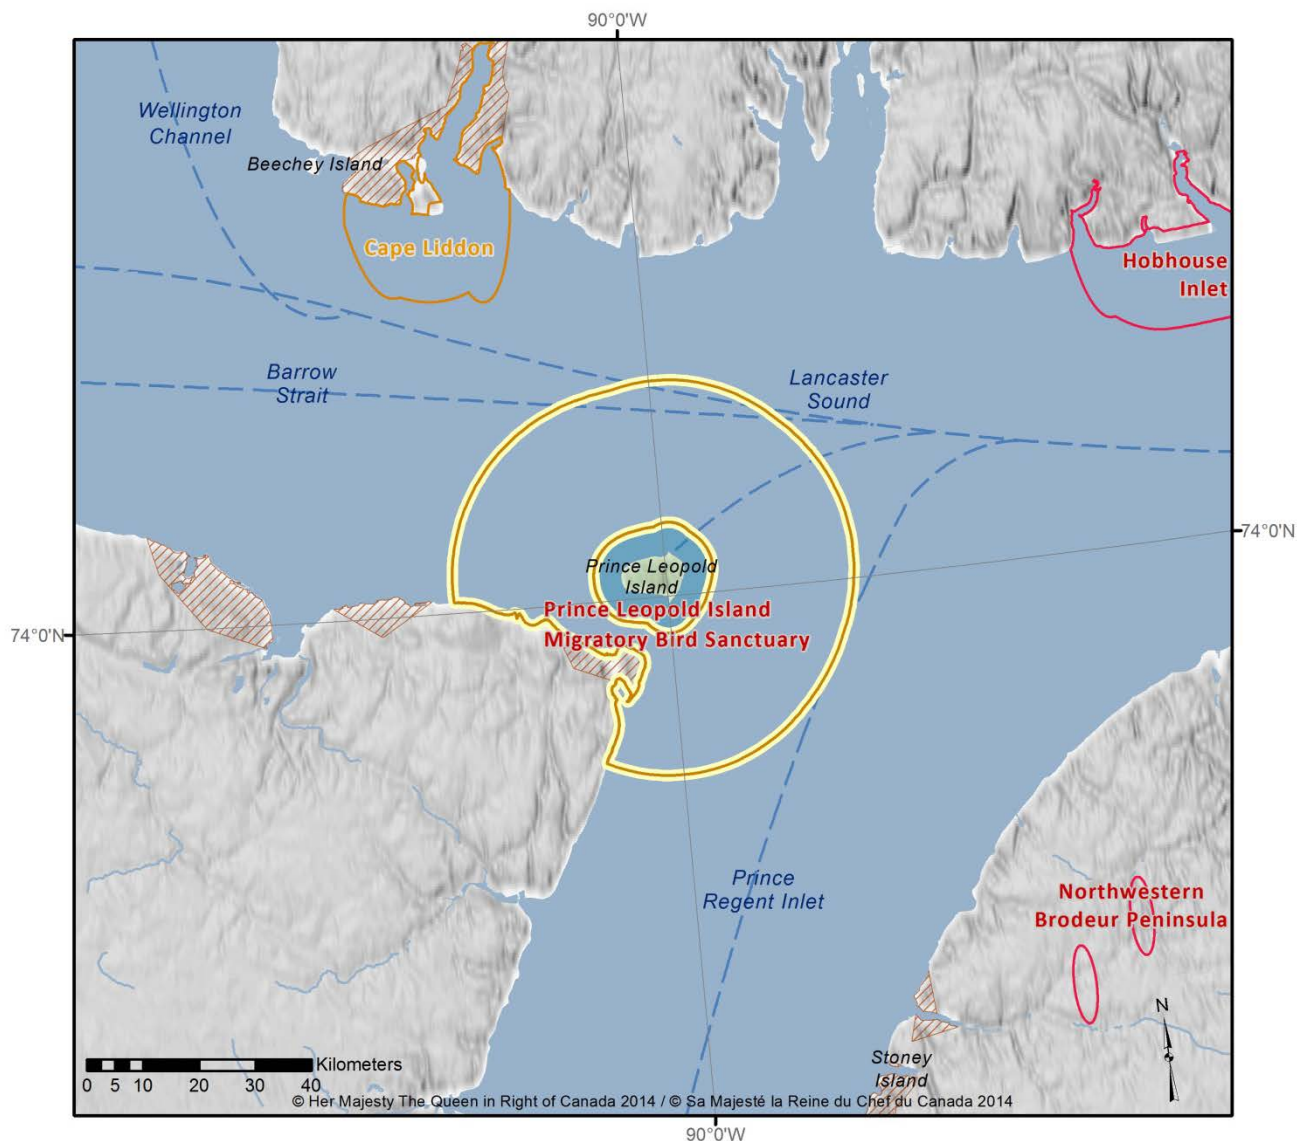 90°0'W
Wellington
Channel
Beechey Island
Cape Liddon
Hobhouse
Inlet
Barrow
Strait
Lancaster
Sound
74°0'N
Prince Leopold
Island
Prince Leopold Island
Migratory Bird Sanctuary
74°0'N
Prince
Regent Inlet
Northwestern
Brodeur Peninsula
N
Stoney
Island
Kilometers
0 5 10 20 30 40
© Her Majesty The Queen in Right of Canada 2014 / © Sa Majesté la Reine du Chef du Canada 2014
90°0'W